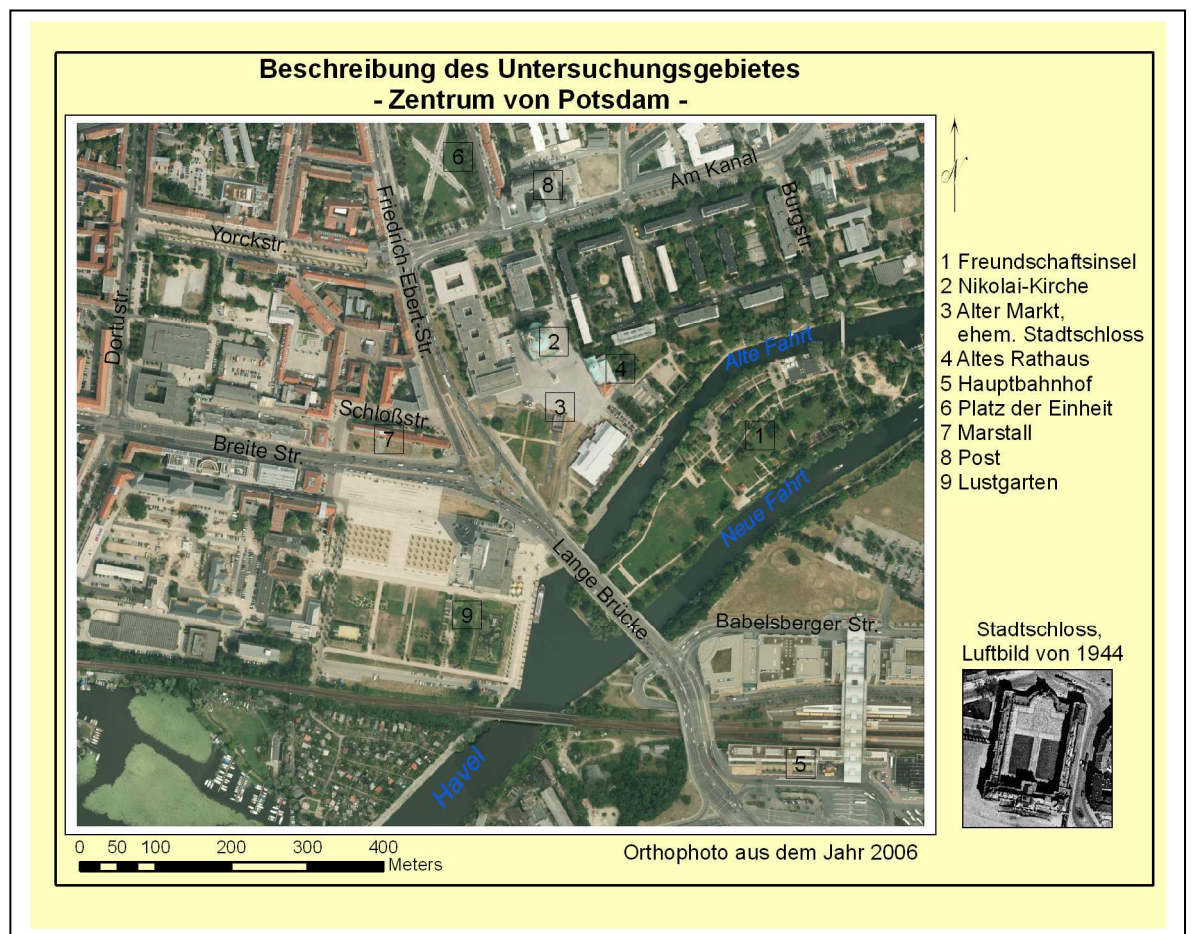 Beschreibung des Untersuchungsgebietes
- Zentrum von Potsdam -
6
8
Am Kanal
Burgstr.
Friedrich-Ebert-Str.
Yorckstr.
Dortustr.
2
Alte Fahrt
4
3
Schloßstr.
7
1
Breite Str.
Neue Fahrt
Lange Brücke
9
Babelsberger Str.
5
Havel
N
1 Freundschaftsinsel
2 Nikolai-Kirche
3 Alter Markt,
ehem. Stadtschloss
4 Altes Rathaus
5 Hauptbahnhof
6 Platz der Einheit
7 Marstall
8 Post
9 Lustgarten
Stadtschloss,
Luftbild von 1944
0 50 100 200 300 400
Meters
Orthophoto aus dem Jahr 2006